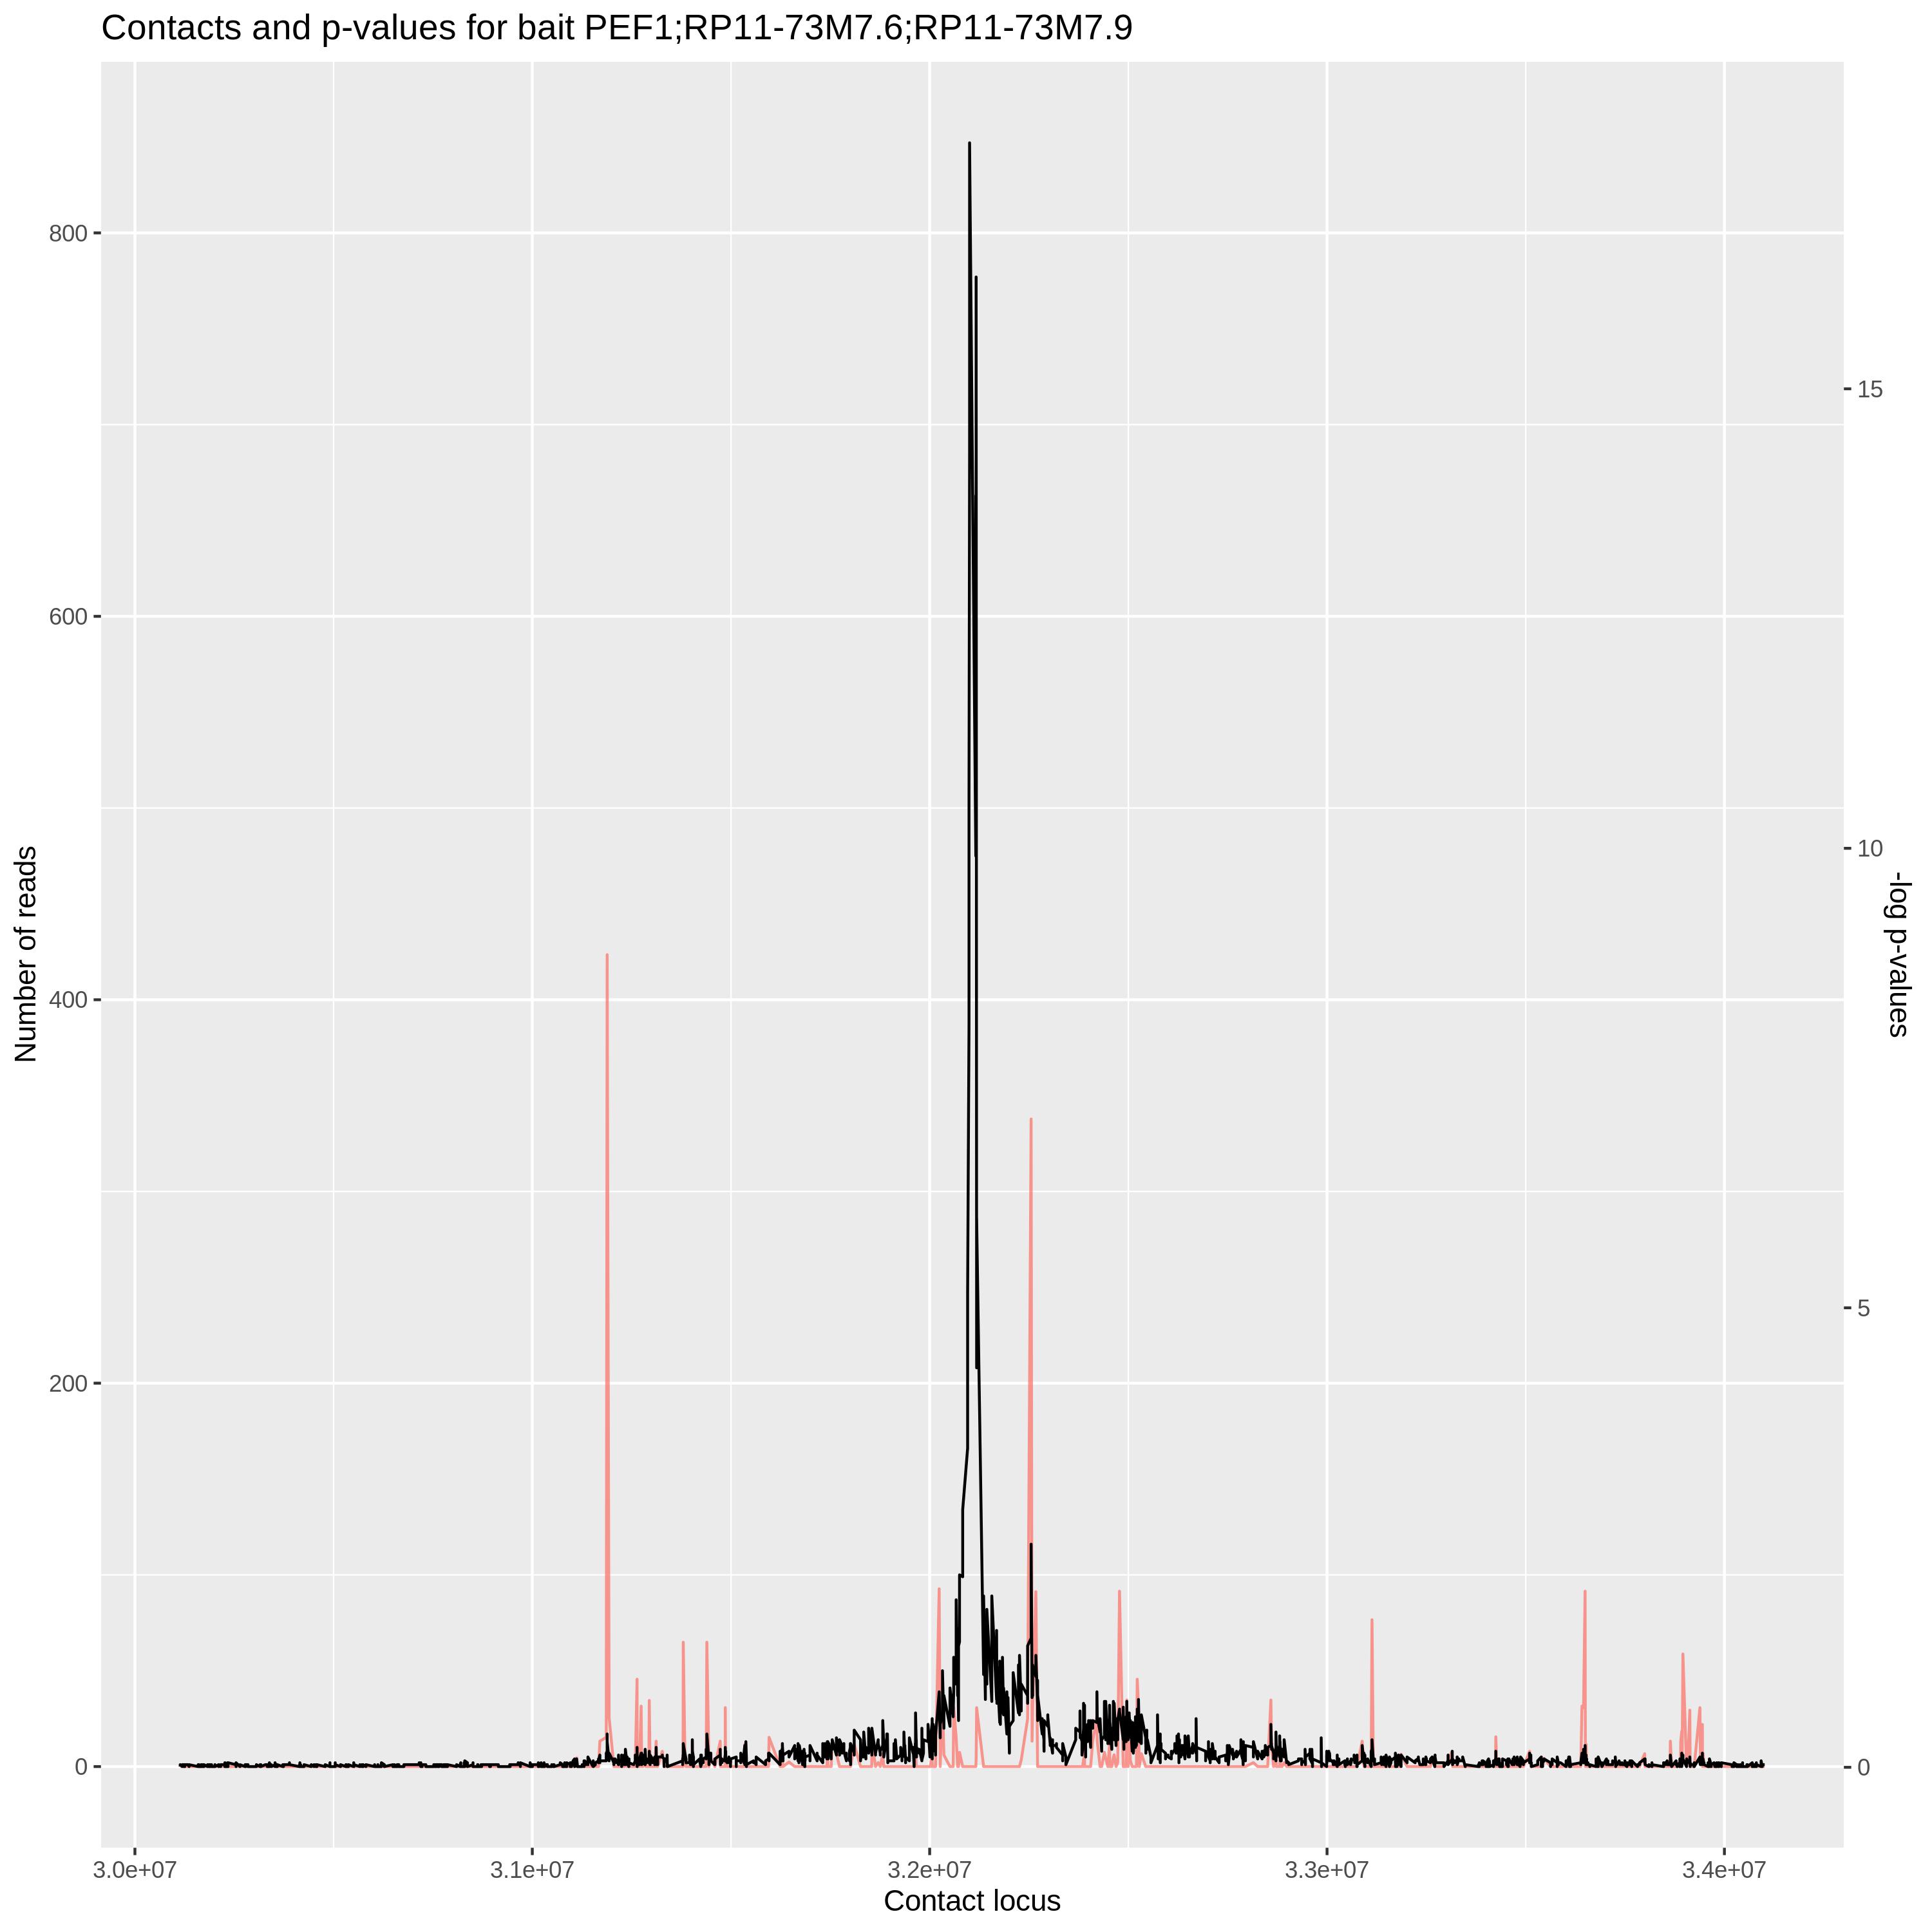 Contacts and p-values for bait PEF1;RP11-73M7.6;RP11-73M7.9
800
600
400
200
0
Number of reads
15
10
5
0
-log p-values
3.0e+07
3.1e+07
3.2e+07
3.3e+07
3.4e+07
Contact locus